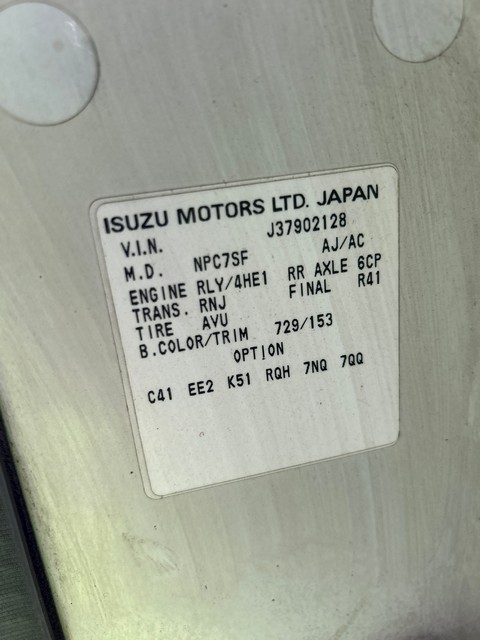 ISUZU MOTORS LTD. JAPAN
V.I.N. J37902128
M.D. NPC7SF AJ/AC
ENGINE RLY/4HE1 RR AXLE 6CP
TRANS. RNJ FINAL R41
TIRE AVU
B.COLOR/TRIM 729/153
OPTION
C41 EE2 K51 RQH 7NQ 7QQ